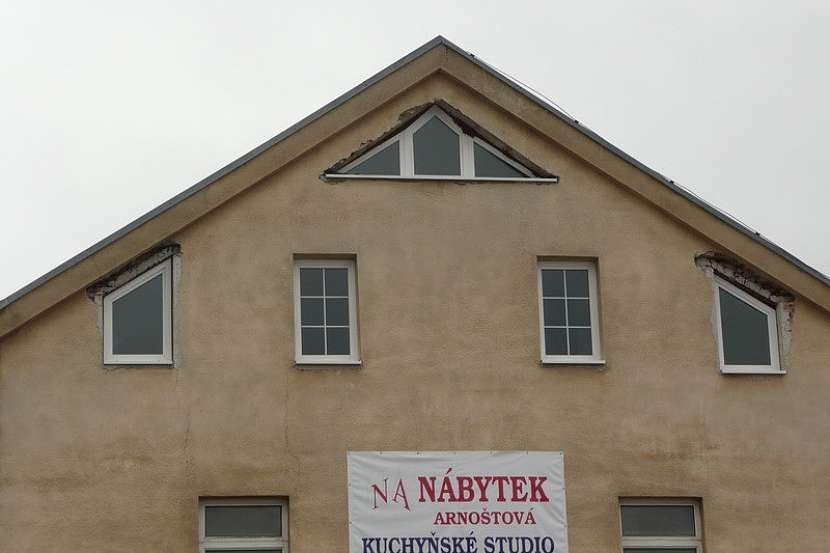 NA NÁBYTEK
ARNOŠTOVÁ
KUCHYŇSKÉ STUDIO